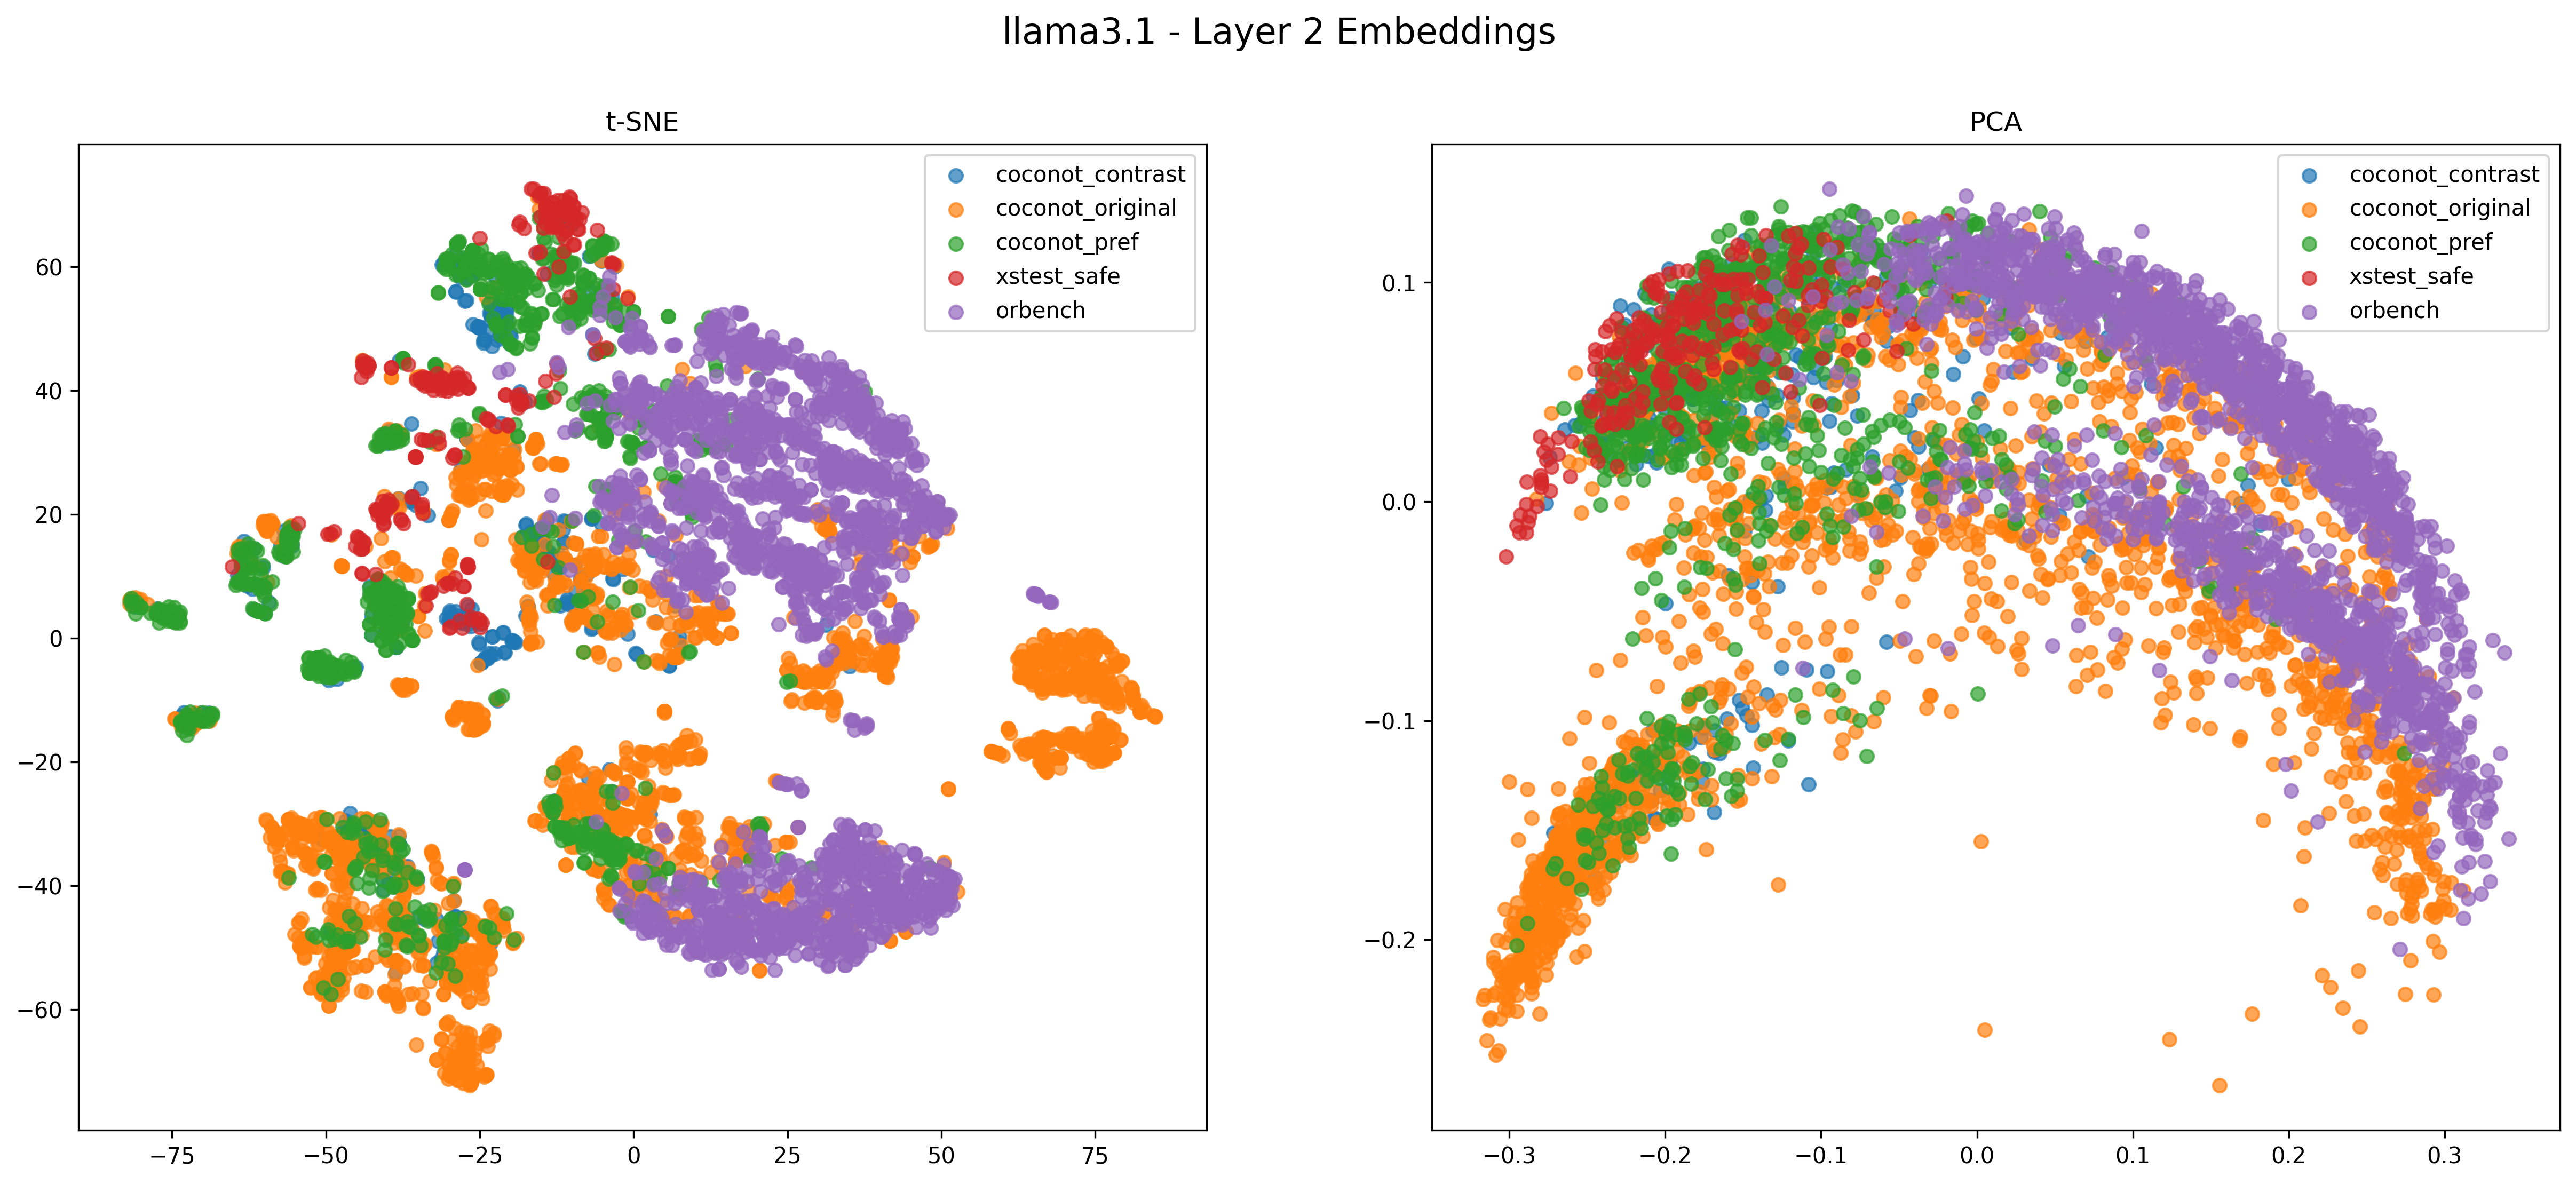 llama3.1 - Layer 2 Embeddings
t-SNE
coconot_contrast
coconot_original
coconot_pref
xstest_safe
orbench
60
40
20
0
−20
−40
−60
−75
−50
−25
0
25
50
75
PCA
coconot_contrast
coconot_original
coconot_pref
xstest_safe
orbench
0.1
0.0
−0.1
−0.2
−0.3
−0.2
−0.1
0.0
0.1
0.2
0.3